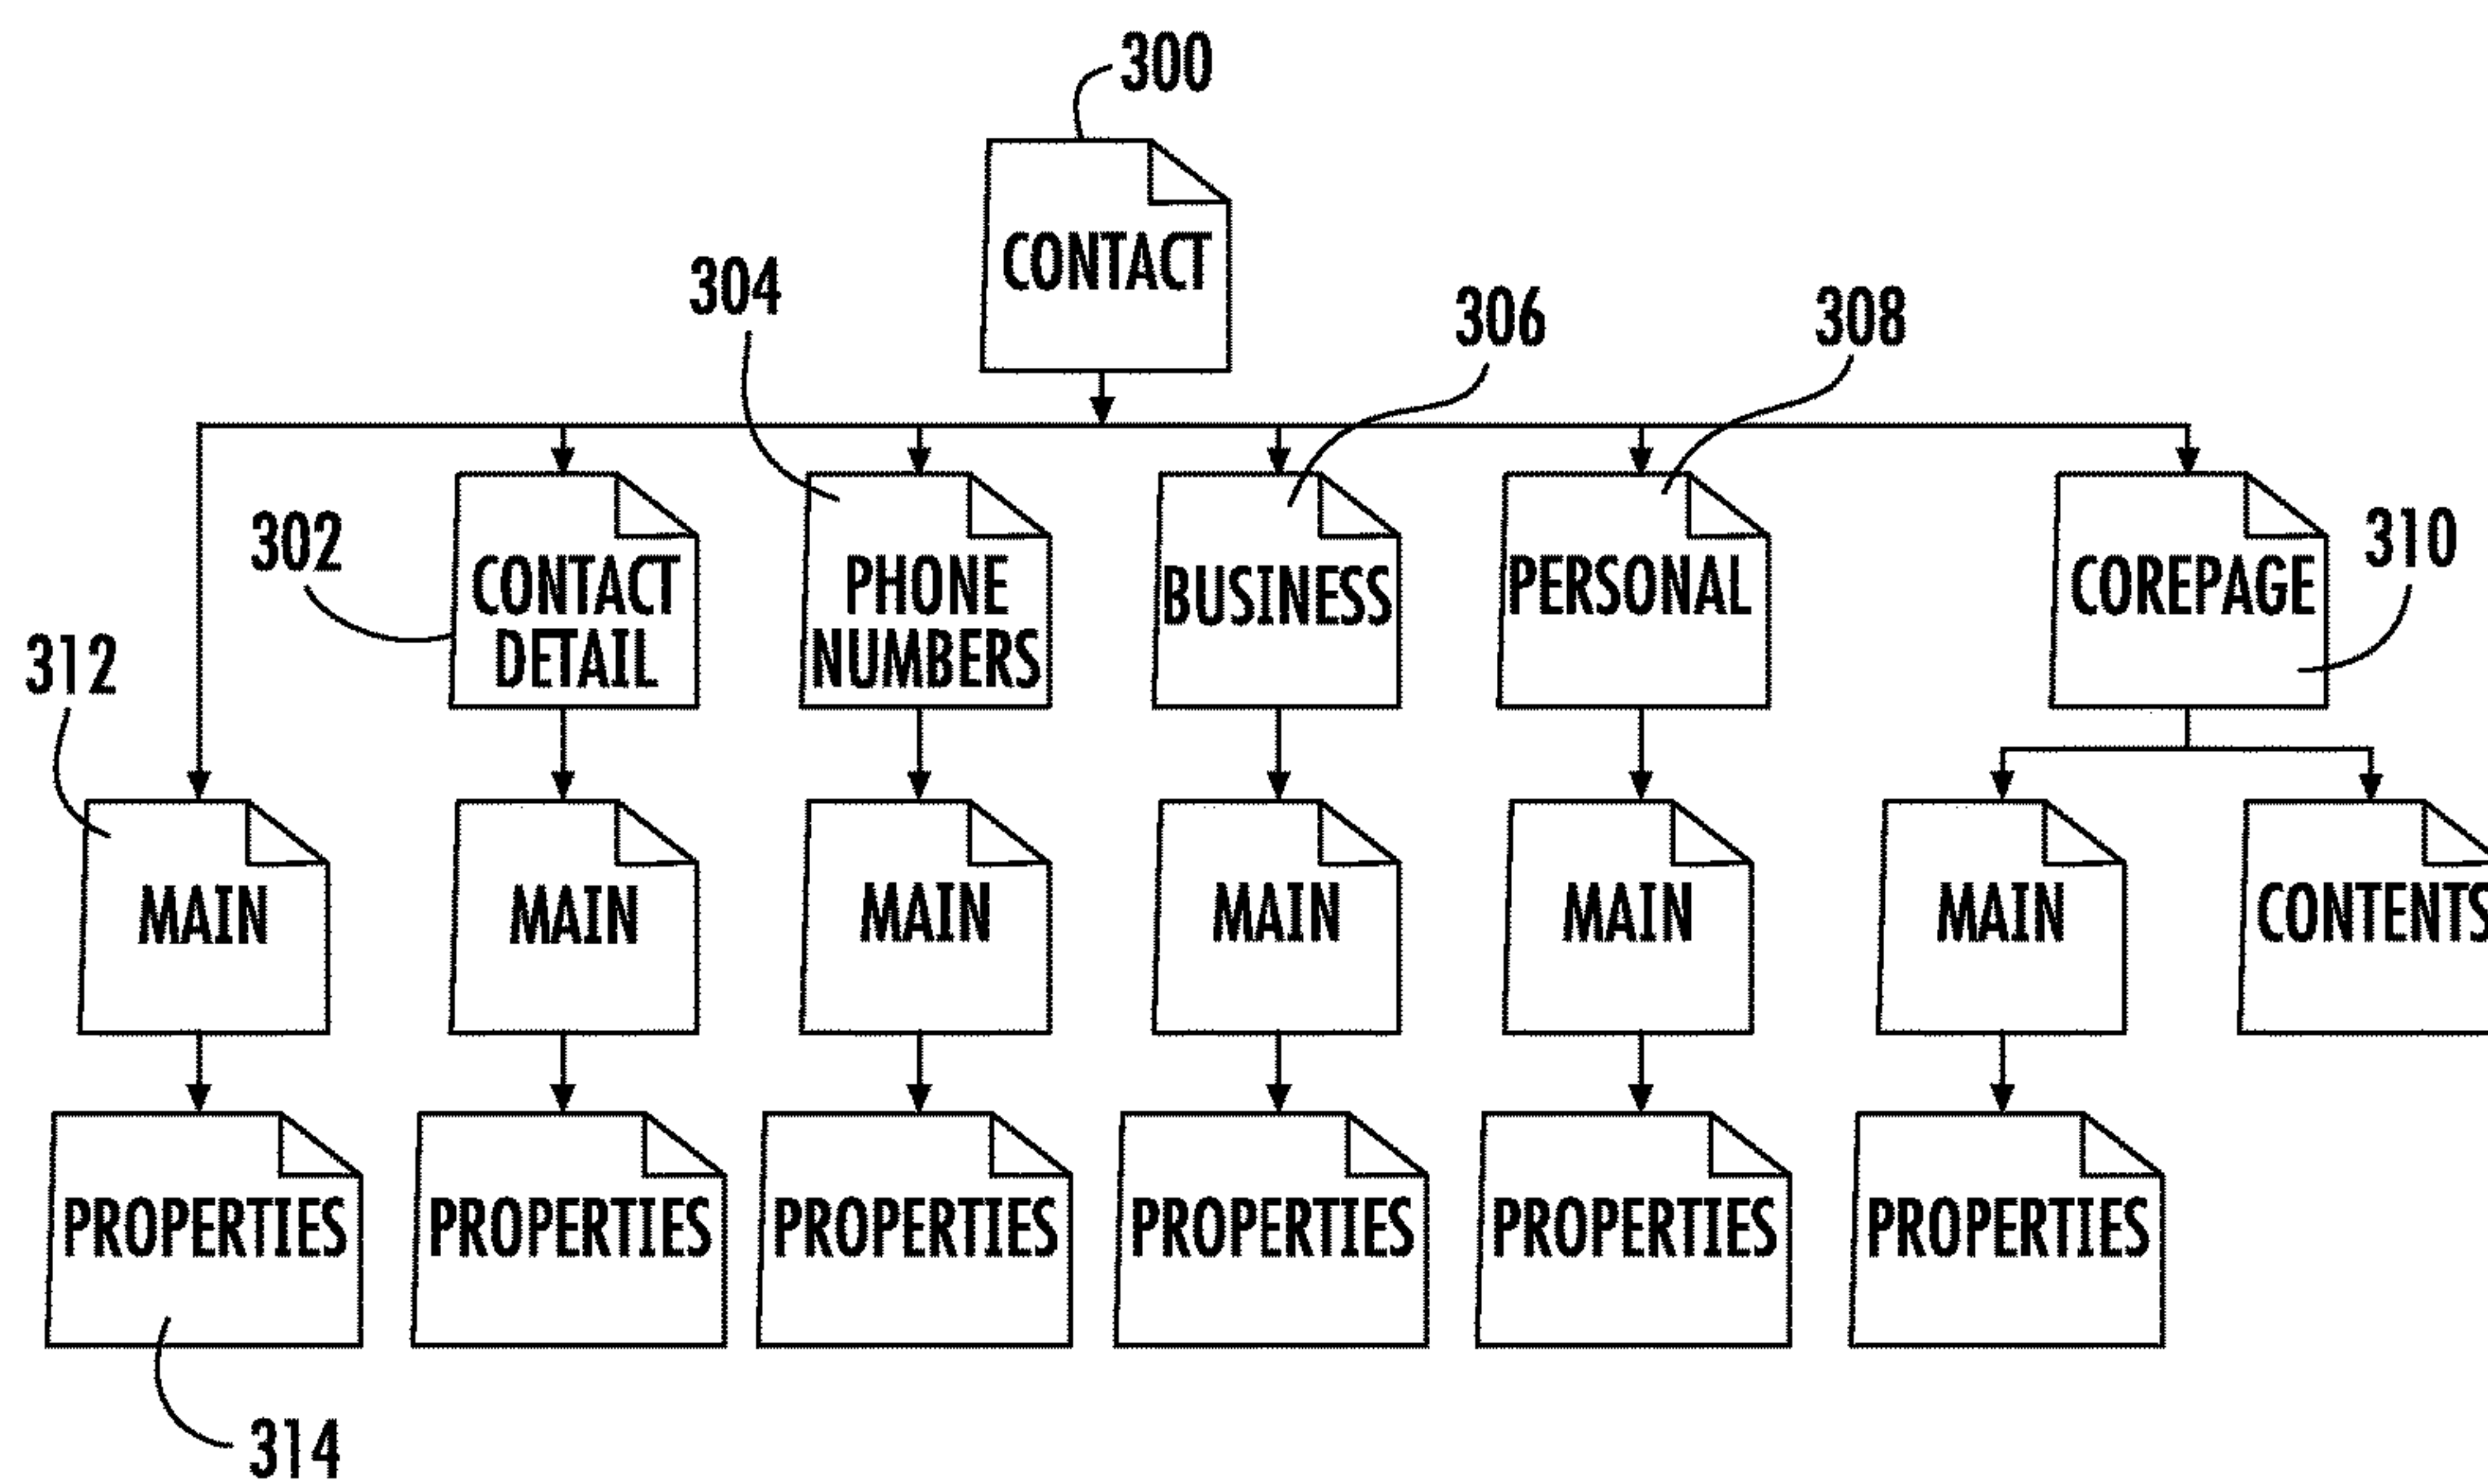 300
CONTACT
304
306
308
302
CONTACT
DETAIL
PHONE
NUMBERS
BUSINESS
PERSONAL
COREPAGE
310
312
MAIN
MAIN
MAIN
MAIN
MAIN
MAIN
CONTENTS
PROPERTIES
PROPERTIES
PROPERTIES
PROPERTIES
PROPERTIES
PROPERTIES
314